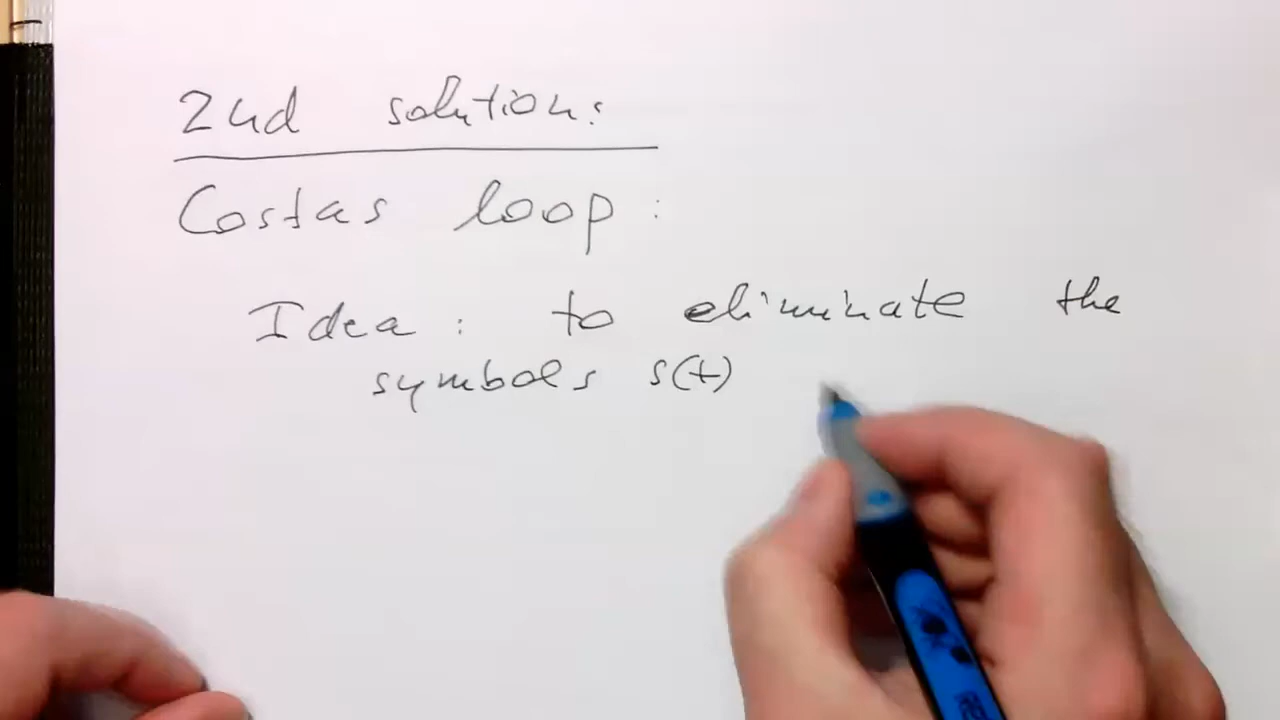 2nd solution:
Costas loop:
Idea: to eliminate the
symbols s(t)